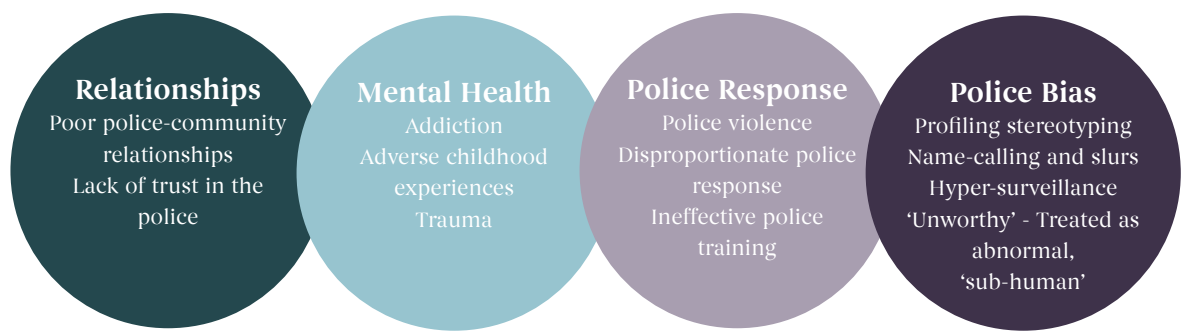 Relationships
Poor police-community
relationships
Lack of trust in the
police
Mental Health
Addiction
Adverse childhood
experiences
Trauma
Police Response
Police violence
Disproportionate police
response
Ineffective police
training
Police Bias
Profiling stereotyping
Name-calling and slurs
Hyper-surveillance
‘Unworthy’ - Treated as
abnormal,
‘sub-human’